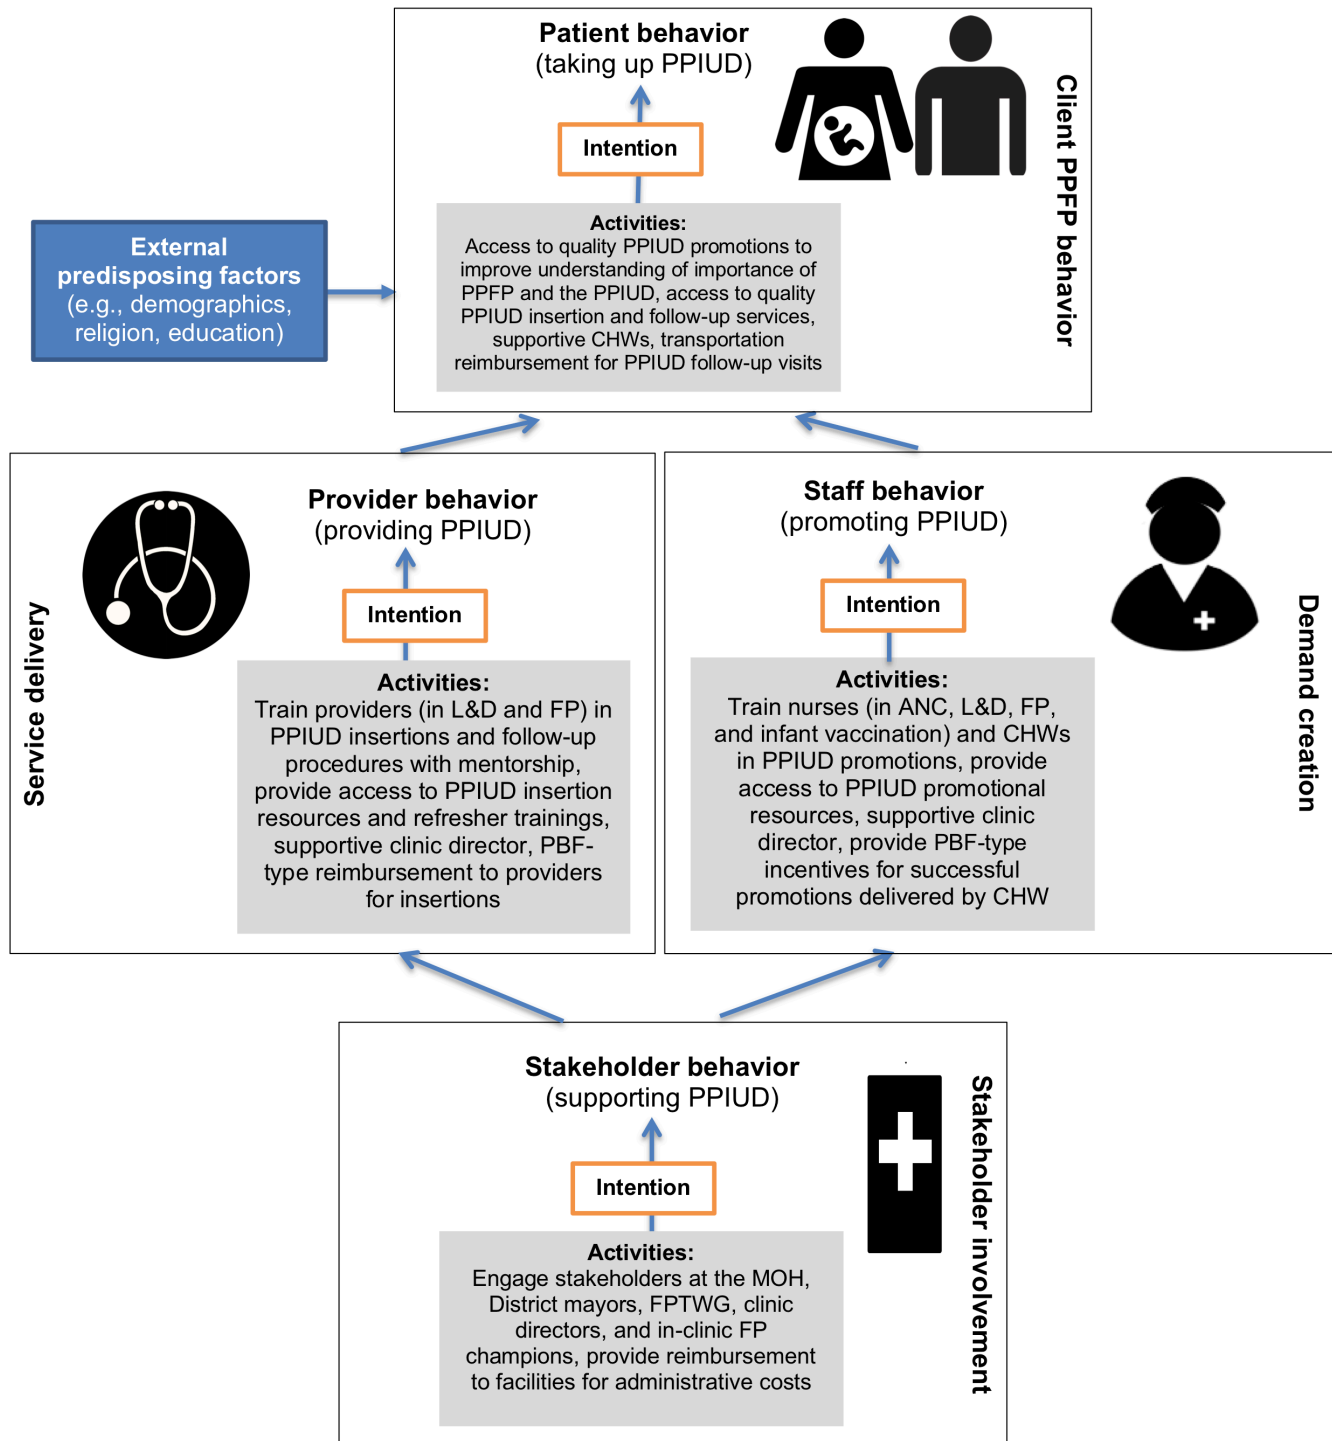 Patient behavior
(taking up PPIUD)
Intention
Activities:
Access to quality PPIUD promotions to
improve understanding of importance of
PPFP and the PPIUD, access to quality
PPIUD insertion and follow-up services,
supportive CHWs, transportation
reimbursement for PPIUD follow-up visits
Client PPFP behavior
External
predisposing factors
(e.g., demographics,
religion, education)
Service delivery
Provider behavior
(providing PPIUD)
Intention
Activities:
Train providers (in L&D and FP) in
PPIUD insertions and follow-up
procedures with mentorship,
provide access to PPIUD insertion
resources and refresher trainings,
supportive clinic director, PBF-
type reimbursement to providers
for insertions
Staff behavior
(promoting PPIUD)
Intention
Activities:
Train nurses (in ANC, L&D, FP,
and infant vaccination) and CHWs
in PPIUD promotions, provide
access to PPIUD promotional
resources, supportive clinic
director, provide PBF-type
incentives for successful
promotions delivered by CHW
Demand creation
Stakeholder behavior
(supporting PPIUD)
Intention
Activities:
Engage stakeholders at the MOH,
District mayors, FPTWG, clinic
directors, and in-clinic FP
champions, provide reimbursement
to facilities for administrative costs
Stakeholder involvement